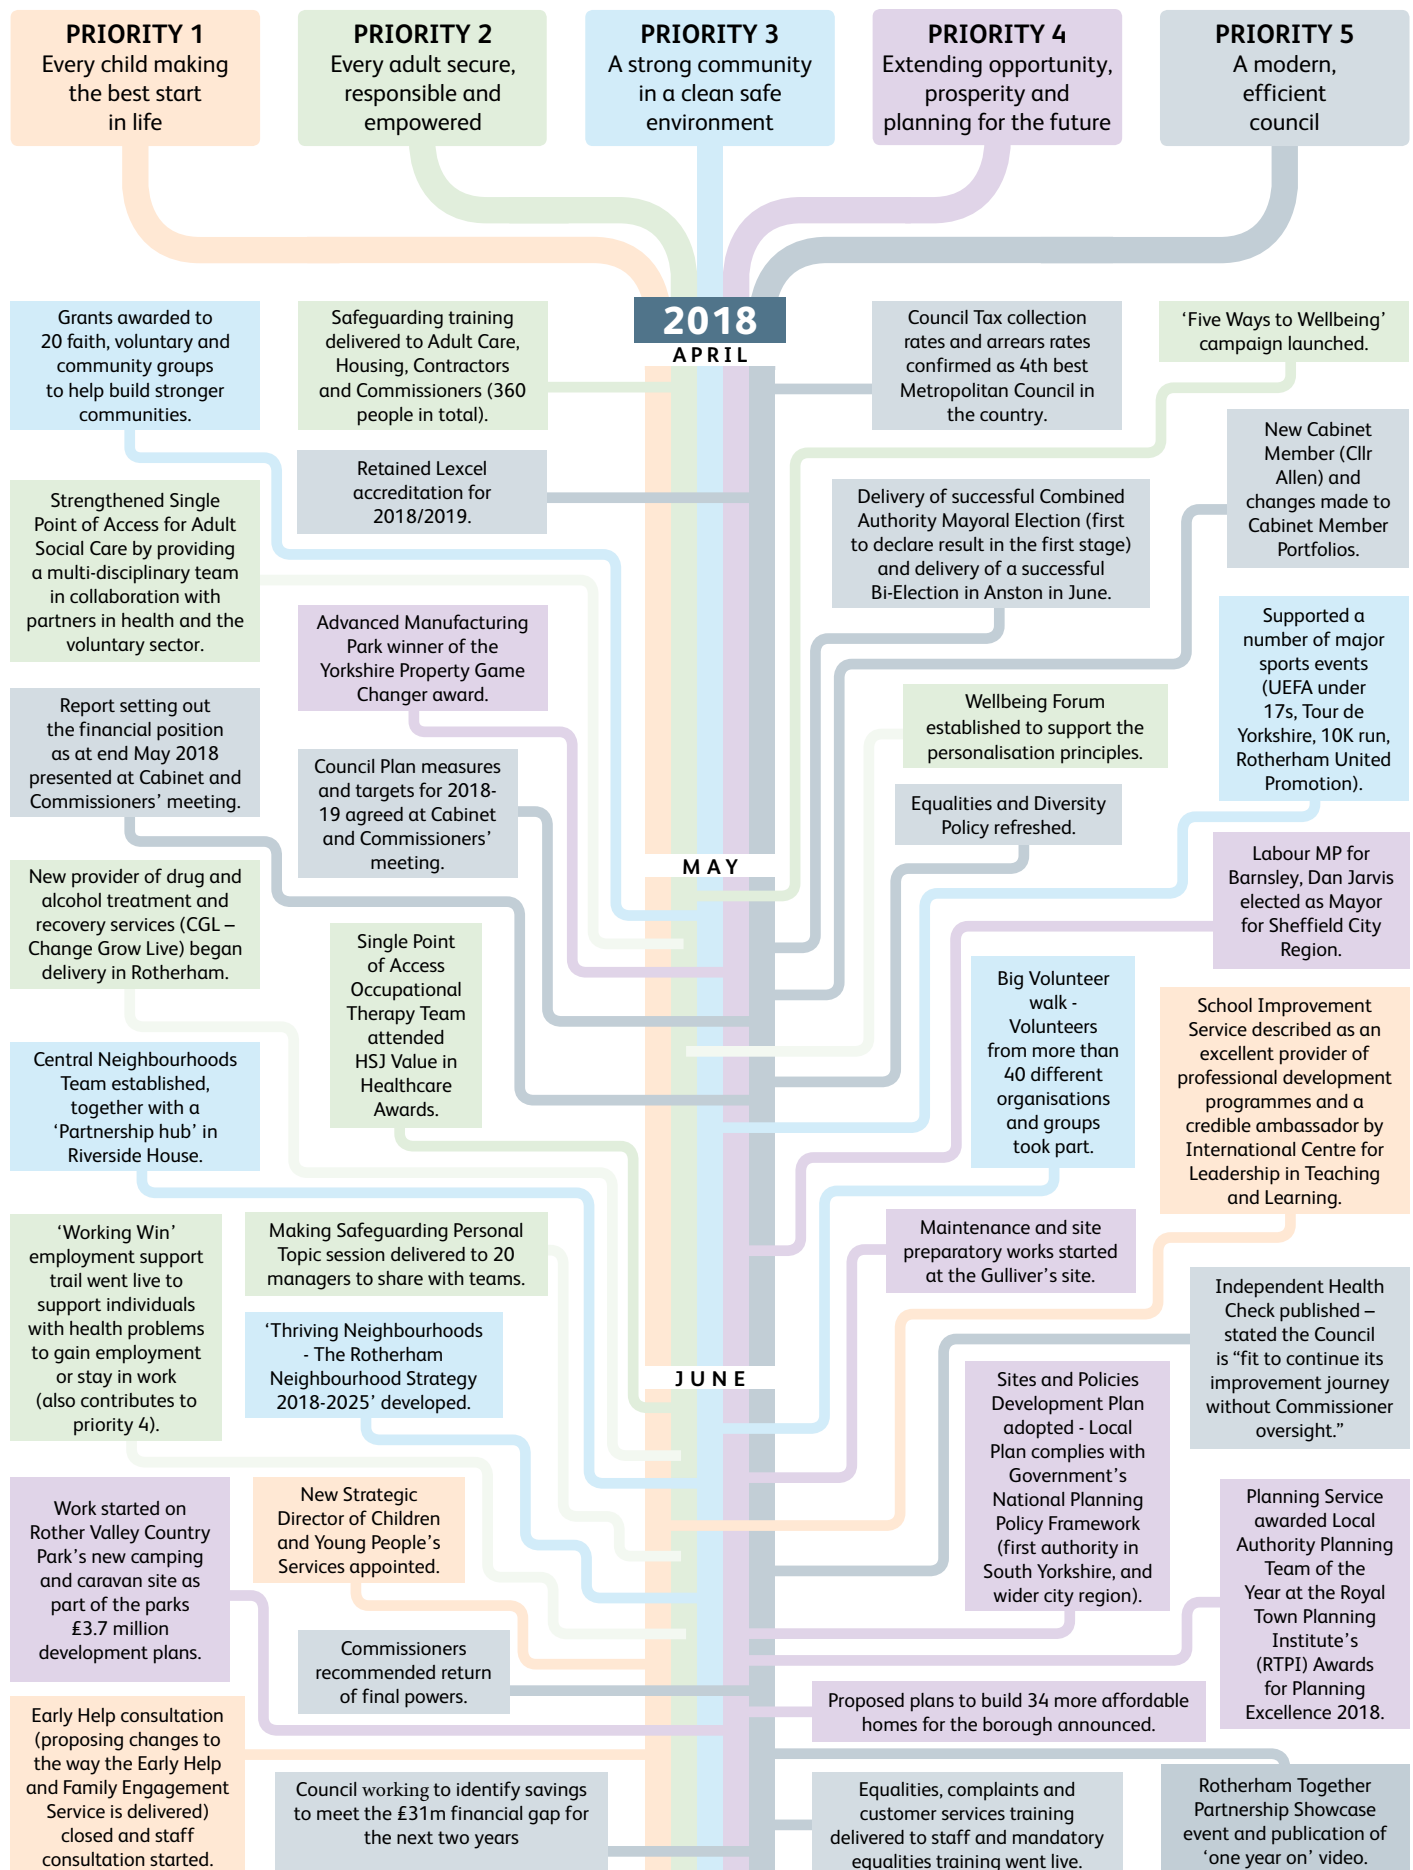 PRIORITY 1
Every child making
the best start
in life
PRIORITY 2
Every adult secure,
responsible and
empowered
PRIORITY 3
A strong community
in a clean safe
environment
PRIORITY 4
Extending opportunity,
prosperity and
planning for the future
PRIORITY 5
A modern,
efficient
council
2018
APRIL
Grants awarded to
20 faith, voluntary and
community groups
to help build stronger
communities.
Safeguarding training
delivered to Adult Care,
Housing, Contractors
and Commissioners (360
people in total).
Council Tax collection
rates and arrears rates
confirmed as 4th best
Metropolitan Council in
the country.
‘Five Ways to Wellbeing’
campaign launched.
New Cabinet
Member (Cllr
Allen) and
changes made to
Cabinet Member
Portfolios.
Retained Lexcel
accreditation for
2018/2019.
Strengthened Single
Point of Access for Adult
Social Care by providing
a multi-disciplinary team
in collaboration with
partners in health and the
voluntary sector.
Delivery of successful Combined
Authority Mayoral Election (first
to declare result in the first stage)
and delivery of a successful
Bi-Election in Anston in June.
Advanced Manufacturing
Park winner of the
Yorkshire Property Game
Changer award.
Supported a
number of major
sports events
(UEFA under
17s, Tour de
Yorkshire, 10K run,
Rotherham United
Promotion).
Report setting out
the financial position
as at end May 2018
presented at Cabinet and
Commissioners’ meeting.
Wellbeing Forum
established to support the
personalisation principles.
Council Plan measures
and targets for 2018-
19 agreed at Cabinet
and Commissioners’
meeting.
Equalities and Diversity
Policy refreshed.
MAY
Labour MP for
Barnsley, Dan Jarvis
elected as Mayor
for Sheffield City
Region.
New provider of drug and
alcohol treatment and
recovery services (CGL –
Change Grow Live) began
delivery in Rotherham.
Single Point
of Access
Occupational
Therapy Team
attended
HSJ Value in
Healthcare
Awards.
Big Volunteer
walk -
Volunteers
from more than
40 different
organisations
and groups
took part.
School Improvement
Service described as an
excellent provider of
professional development
programmes and a
credible ambassador by
International Centre for
Leadership in Teaching
and Learning.
Central Neighbourhoods
Team established,
together with a
‘Partnership hub’ in
Riverside House.
‘Working Win’
employment support
trail went live to
support individuals
with health problems
to gain employment
or stay in work
(also contributes to
priority 4).
Making Safeguarding Personal
Topic session delivered to 20
managers to share with teams.
Maintenance and site
preparatory works started
at the Gulliver’s site.
Independent Health
Check published –
stated the Council
is “fit to continue its
improvement journey
without Commissioner
oversight.”
‘Thriving Neighbourhoods
- The Rotherham
Neighbourhood Strategy
2018-2025’ developed.
JUNE
Sites and Policies
Development Plan
adopted - Local
Plan complies with
Government’s
National Planning
Policy Framework
(first authority in
South Yorkshire, and
wider city region).
Work started on
Rother Valley Country
Park’s new camping
and caravan site as
part of the parks
£3.7 million
development plans.
New Strategic
Director of Children
and Young People’s
Services appointed.
Planning Service
awarded Local
Authority Planning
Team of the
Year at the Royal
Town Planning
Institute’s
(RTPI) Awards
for Planning
Excellence 2018.
Commissioners
recommended return
of final powers.
Proposed plans to build 34 more affordable
homes for the borough announced.
Early Help consultation
(proposing changes to
the way the Early Help
and Family Engagement
Service is delivered)
closed and staff
consultation started.
Council working to identify savings
to meet the £31m financial gap for
the next two years
Equalities, complaints and
customer services training
delivered to staff and mandatory
equalities training went live.
Rotherham Together
Partnership Showcase
event and publication of
‘one year on’ video.